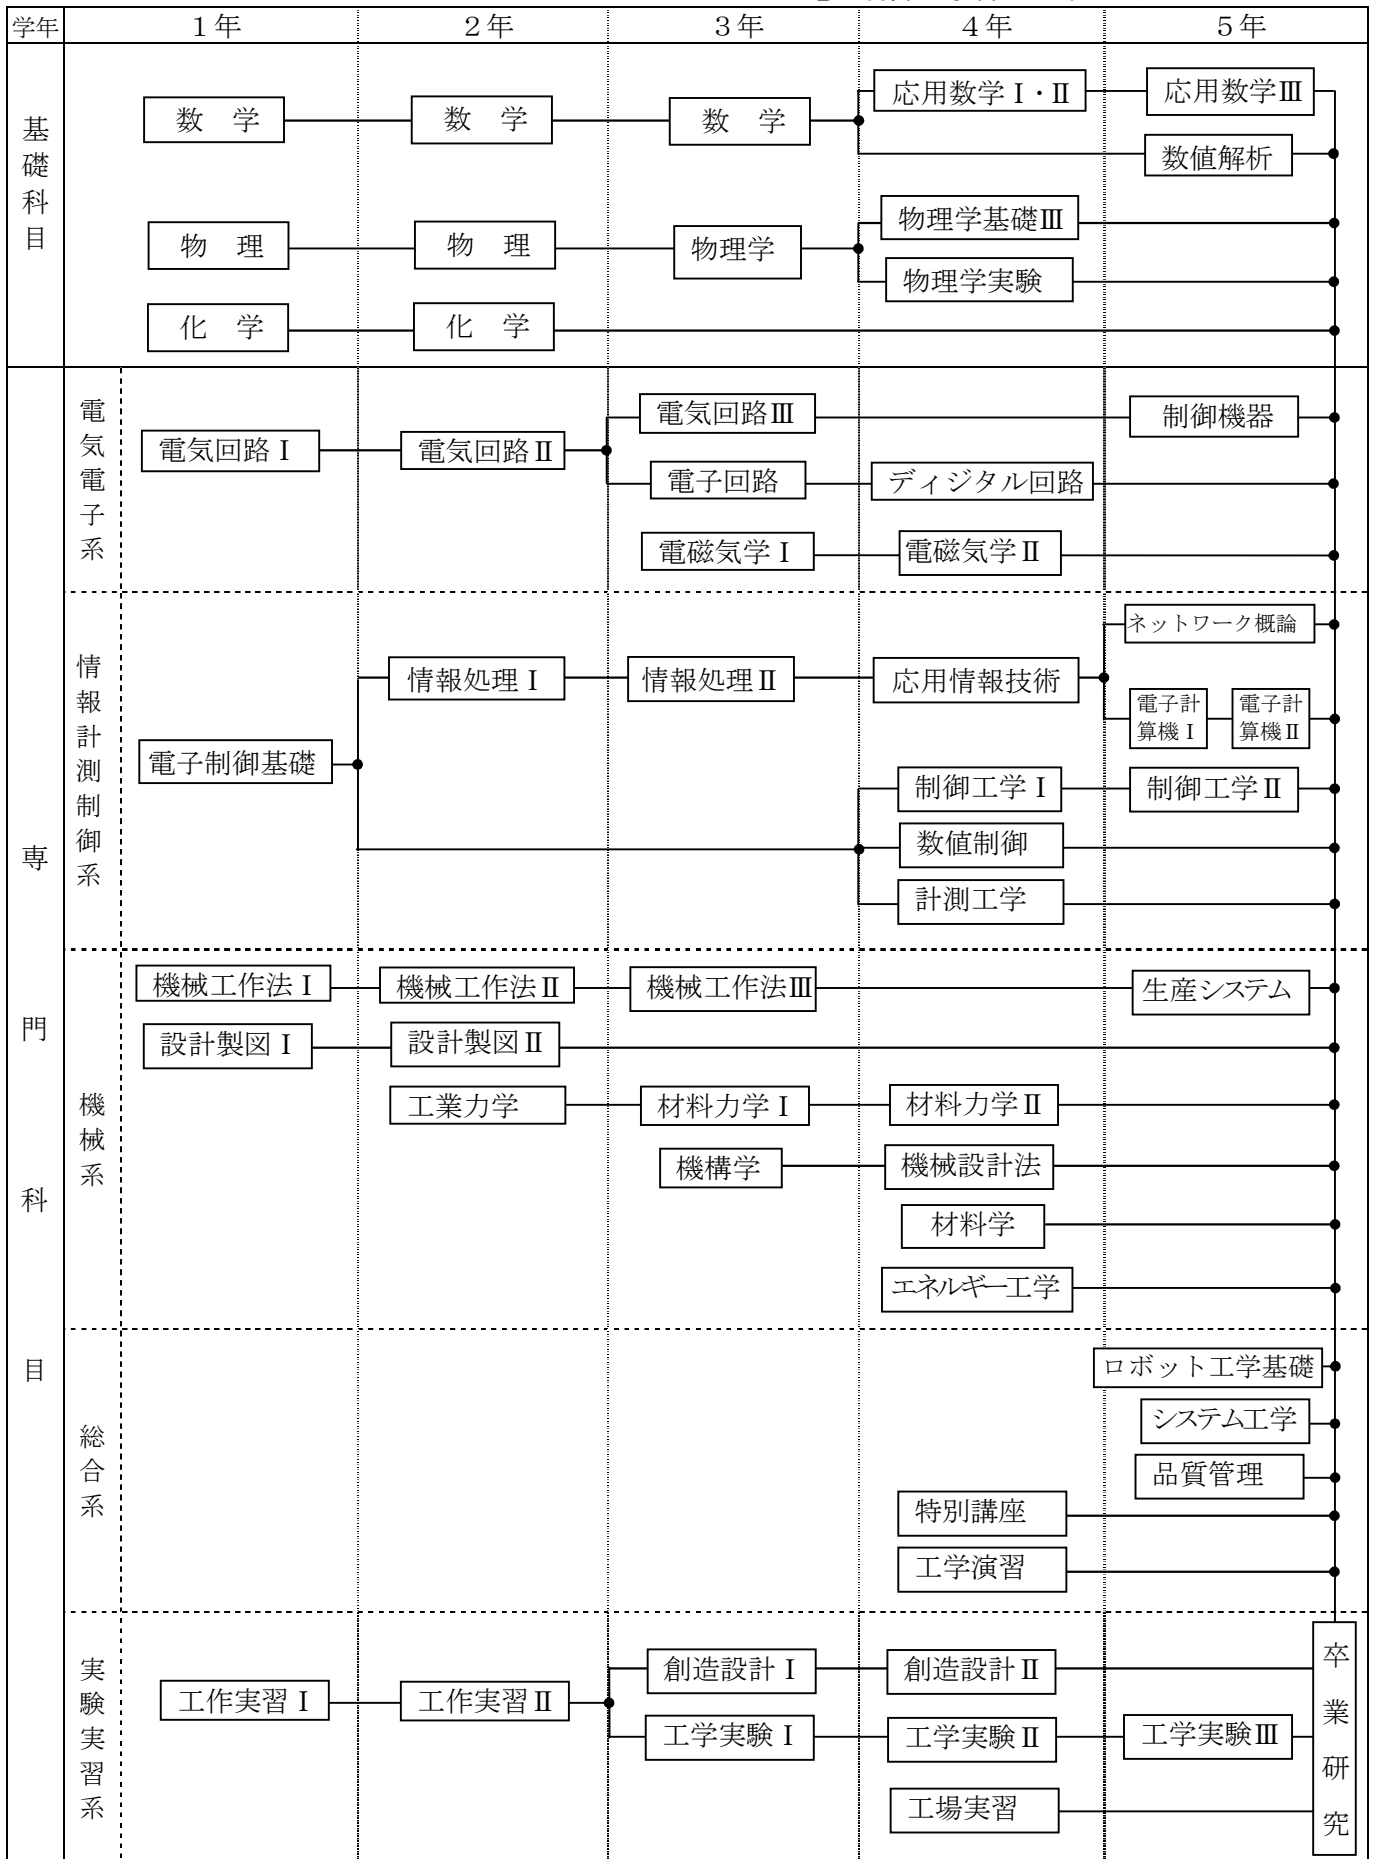 学年 1年 2年 3年 4年 5年
基礎科目
数 学 数 学 数 学 応用数学Ⅰ・Ⅱ 応用数学Ⅲ
数値解析
物 理 物 理 物理学 物理学基礎Ⅲ
物理学実験
化 学 化 学
専門科目
電気電子系
電気回路Ⅰ 電気回路Ⅱ 電気回路Ⅲ 制御機器
電子回路 ディジタル回路
電磁気学Ⅰ 電磁気学Ⅱ
情報計測制御系
ネットワーク概論
情報処理Ⅰ 情報処理Ⅱ 応用情報技術
電子計算機Ⅰ 電子計算機Ⅱ
電子制御基礎
制御工学Ⅰ 制御工学Ⅱ
数値制御
計測工学
機械系
機械工作法Ⅰ 機械工作法Ⅱ 機械工作法Ⅲ 生産システム
設計製図Ⅰ 設計製図Ⅱ
工業力学 材料力学Ⅰ 材料力学Ⅱ
機構学 機械設計法
材料学
エネルギー工学
総合系
ロボット工学基礎
システム工学
品質管理
特別講座
工学演習
実験実習系
創造設計Ⅰ 創造設計Ⅱ
工作実習Ⅰ 工作実習Ⅱ
工学実験Ⅰ 工学実験Ⅱ 工学実験Ⅲ
工場実習
卒業研究